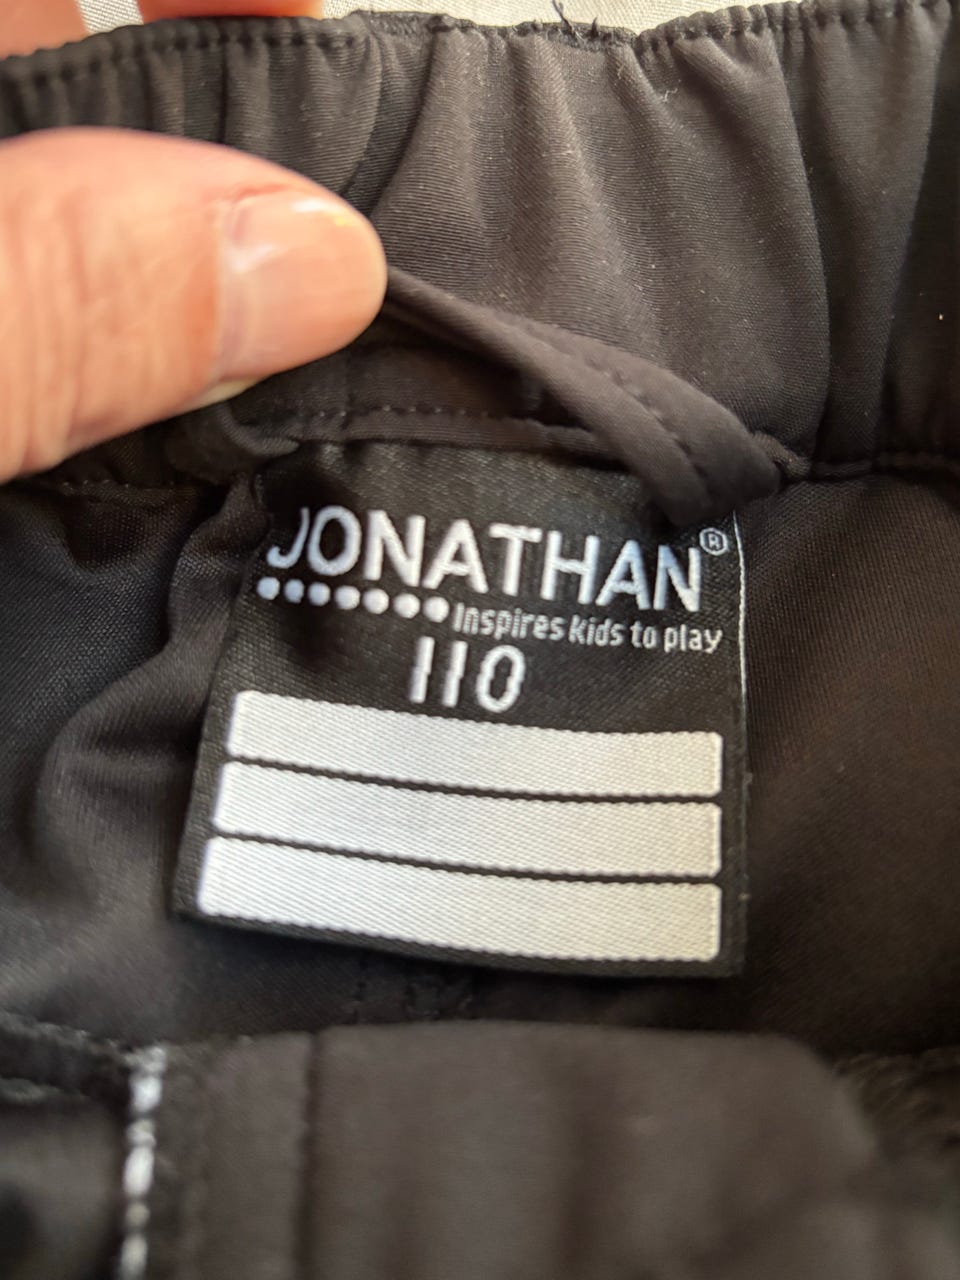 JONATHAN®
Inspires kids to play
110